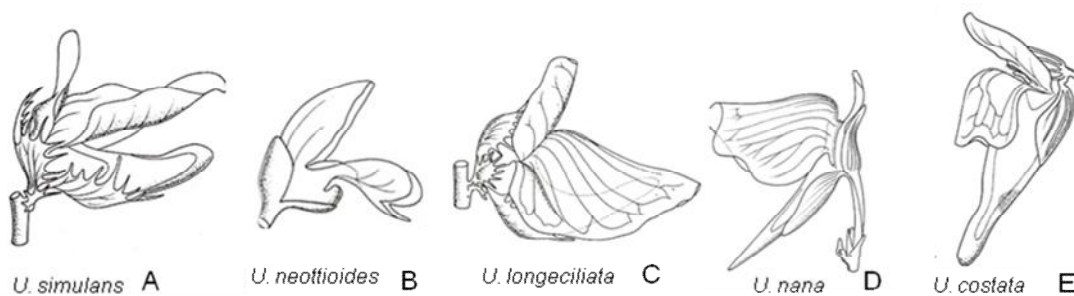 U. simulans A
U. neottioides B
U. longeciliata C
U. nana D
U. costata E